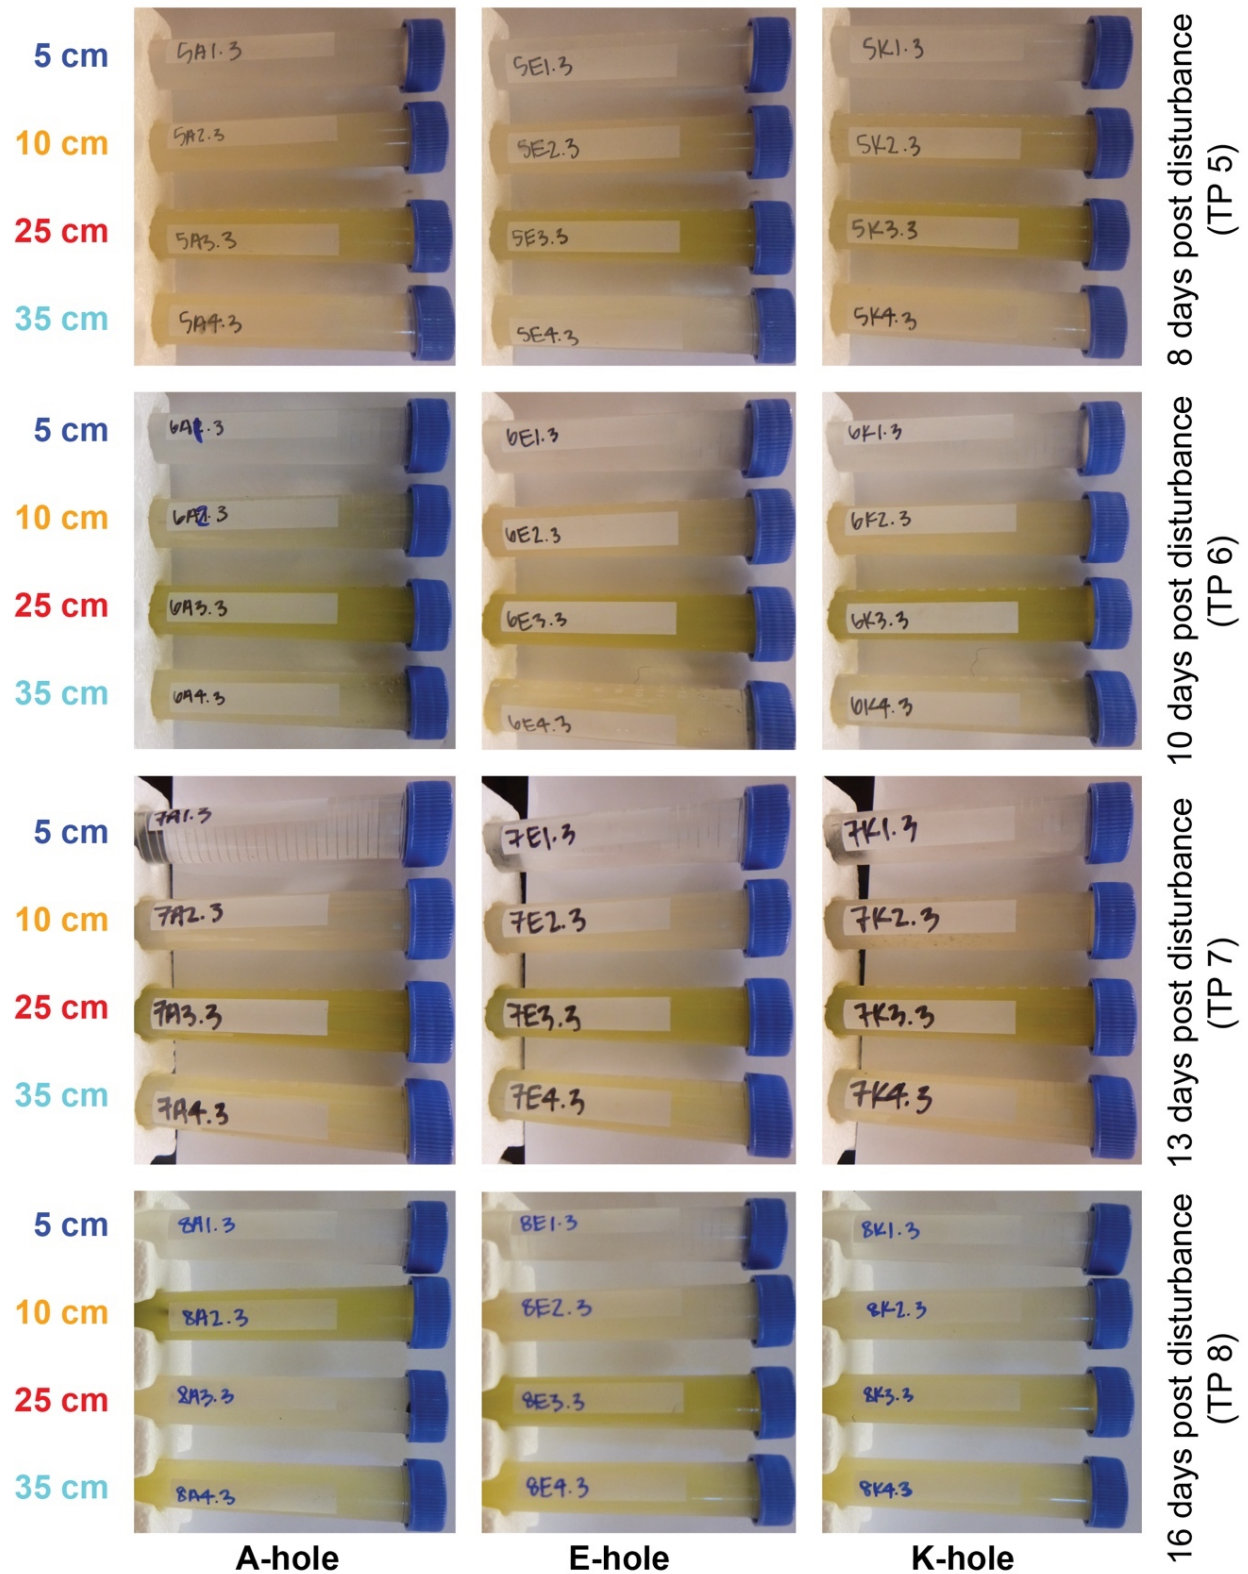 5 cm 5A1.3 5E1.3 5K1.3
10 cm 5A2.3 5E2.3 5K2.3
25 cm 5A3.3 5E3.3 5K3.3
35 cm 5A4.3 5E4.3 5K4.3
8 days post disturbance
(TP 5)
5 cm 6A1.3 6E1.3 6K1.3
10 cm 6A2.3 6E2.3 6K2.3
25 cm 6A3.3 6E3.3 6K3.3
35 cm 6A4.3 6E4.3 6K4.3
10 days post disturbance
(TP 6)
5 cm 7A1.3 7E1.3 7K1.3
10 cm 7A2.3 7E2.3 7K2.3
25 cm 7A3.3 7E3.3 7K3.3
35 cm 7A4.3 7E4.3 7K4.3
13 days post disturbance
(TP 7)
5 cm 8A1.3 8E1.3 8K1.3
10 cm 8A2.3 8E2.3 8K2.3
25 cm 8A3.3 8E3.3 8K3.3
35 cm 8A4.3 8E4.3 8K4.3
16 days post disturbance
(TP 8)
A-hole E-hole K-hole